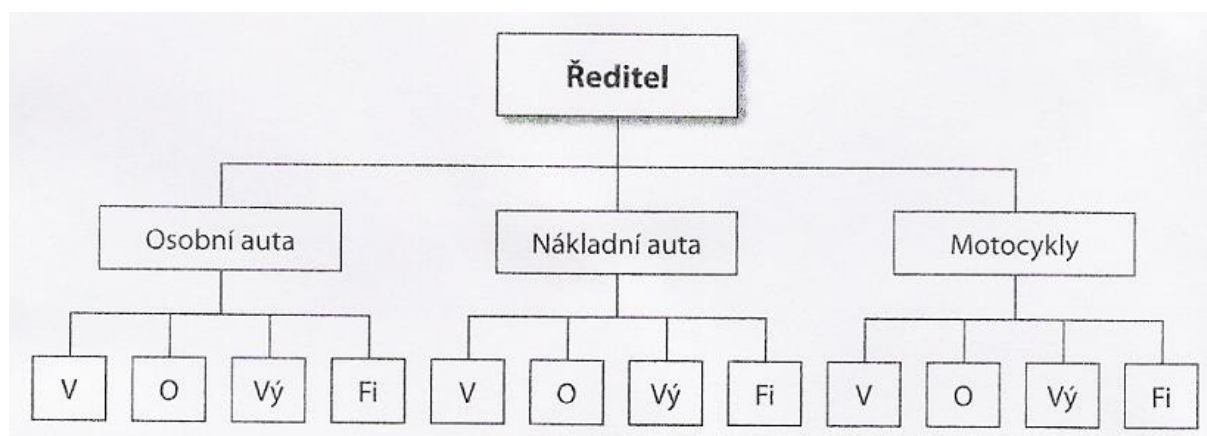 Ředitel
Osobní auta Nákladní auta Motocykly
V O Vý Fi V O Vý Fi V O Vý Fi